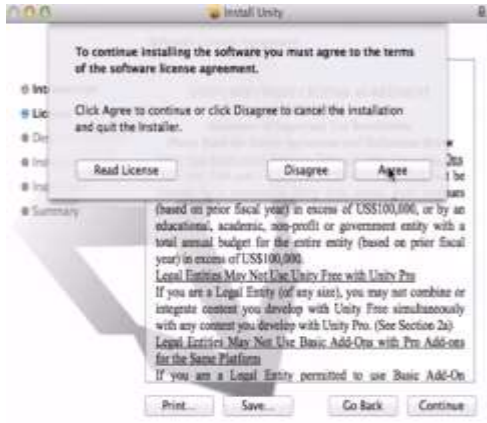 Install Unity
To continue installing the software you must agree to the terms
of the software license agreement.
Click Agree to continue or click Disagree to cancel the installation
and quit the Installer.
Read License
Disagree
Agree
Summary
(based on prior fiscal year) in excess of US$100,000, or by an
educational, academic, non-profit or government entity with a
total annual budget for the entire entity (based on prior fiscal
year) in excess of US$100,000.
Legal Entities May Not Use Unity Free with Unity Pro
If you are a Legal Entity (of any size), you may not combine or
integrate content you develop with Unity Free simultaneously
with any content you develop with Unity Pro. (See Section 2a)
Legal Entities May Not Use Basic Add-Ons with Pro Add-ons
for the Same Platform
If you are a Legal Entity permitted to use Basic Add-On
Print...
Save...
Go Back
Continue